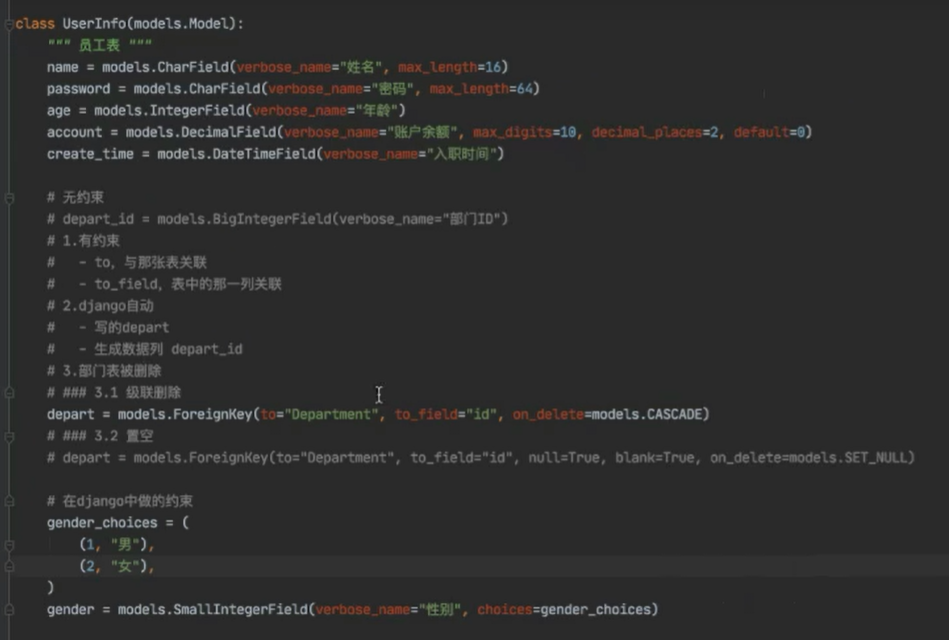 class UserInfo(models.Model):
    """ 员工表 """
    name = models.CharField(verbose_name="姓名", max_length=16)
    password = models.CharField(verbose_name="密码", max_length=64)
    age = models.IntegerField(verbose_name="年龄")
    account = models.DecimalField(verbose_name="账户余额", max_digits=10, decimal_places=2, default=0)
    create_time = models.DateTimeField(verbose_name="入职时间")
    # 无约束
    # depart_id = models.BigIntegerField(verbose_name="部门ID")
    # 1.有约束
    #   - to，与那张表关联
    #   - to_field，表中的那一列关联
    # 2.django自动
    #   - 写的depart
    #   - 生成数据列 depart_id
    # 3.部门表被删除
    # ### 3.1 级联删除
    depart = models.ForeignKey(to="Department", to_field="id", on_delete=models.CASCADE)
    # ### 3.2 置空
    # depart = models.ForeignKey(to="Department", to_field="id", null=True, blank=True, on_delete=models.SET_NULL)
    # 在django中做的约束
    gender_choices = (
        (1, "男"),
        (2, "女"),
    )
    gender = models.SmallIntegerField(verbose_name="性别", choices=gender_choices)